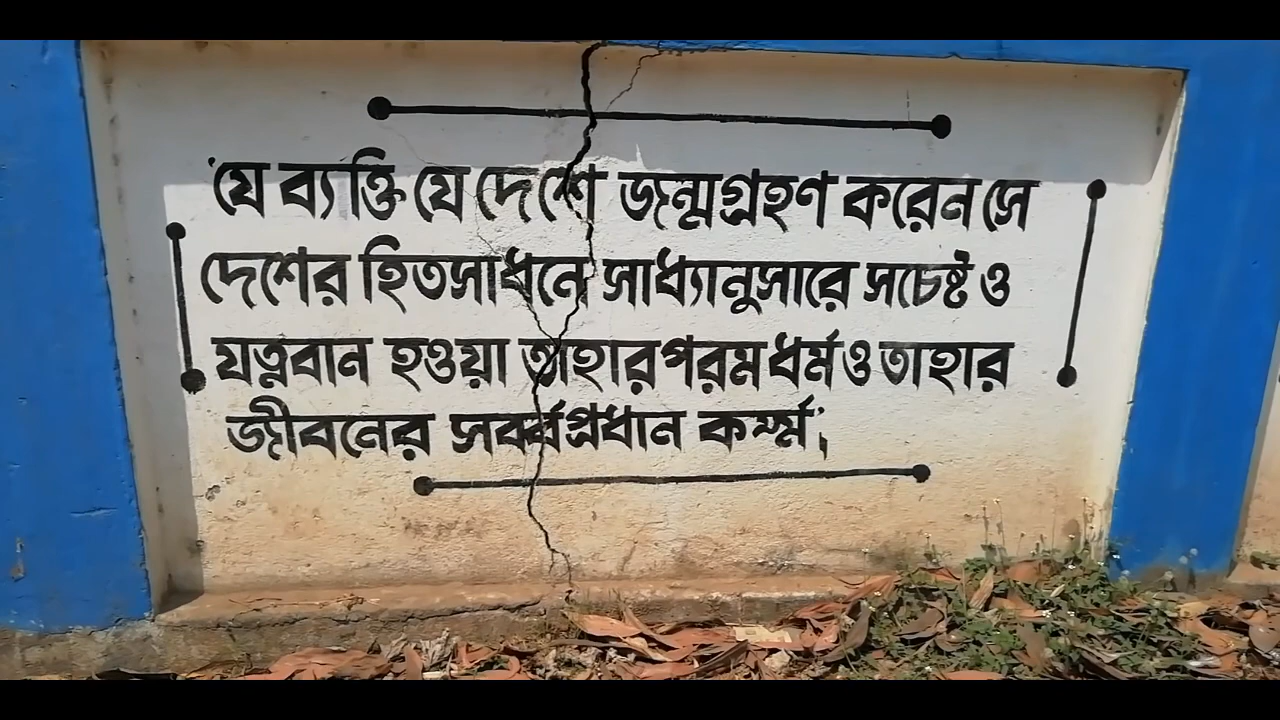 'যে ব্যক্তি যে দেশে জন্মগ্রহণ করেন সে
দেশের হিতসাধনে সাধ্যানুসারে সচেষ্ট ও
যত্নবান হওয়া তাহার পরম ধর্ম ও তাহার
জীবনের সর্ব্বপ্রধান কর্ম্ম';